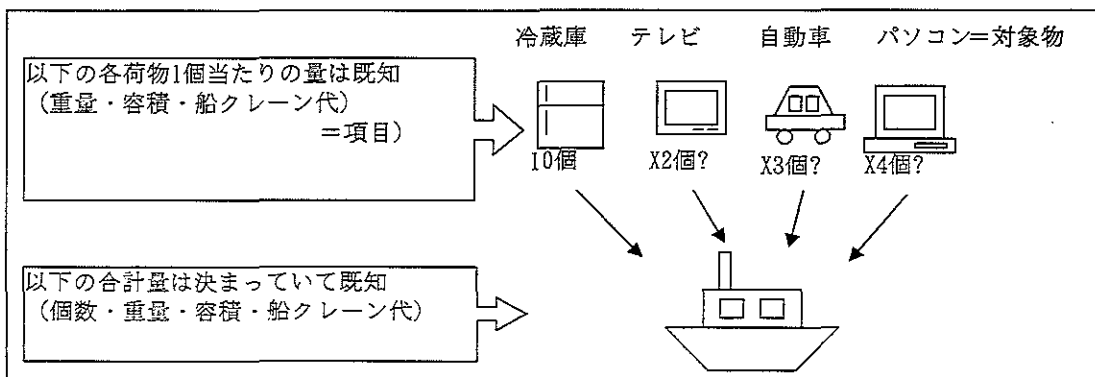 冷蔵庫 テレビ 自動車 パソコン=対象物
以下の各荷物1個当たりの量は既知
(重量・容積・船クレーン代)
=項目)
10個 X2個? X3個? X4個?
以下の合計量は決まっていて既知
(個数・重量・容積・船クレーン代)